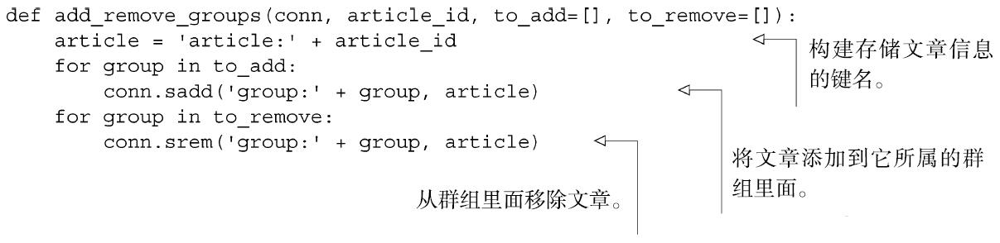 def add_remove_groups(conn, article_id, to_add=[], to_remove=[]):
    article = 'article:' + article_id
    for group in to_add:
        conn.sadd('group:' + group, article)
    for group in to_remove:
        conn.srem('group:' + group, article)
构建存储文章信息
的键名。
将文章添加到它所属的群
组里面。
从群组里面移除文章。